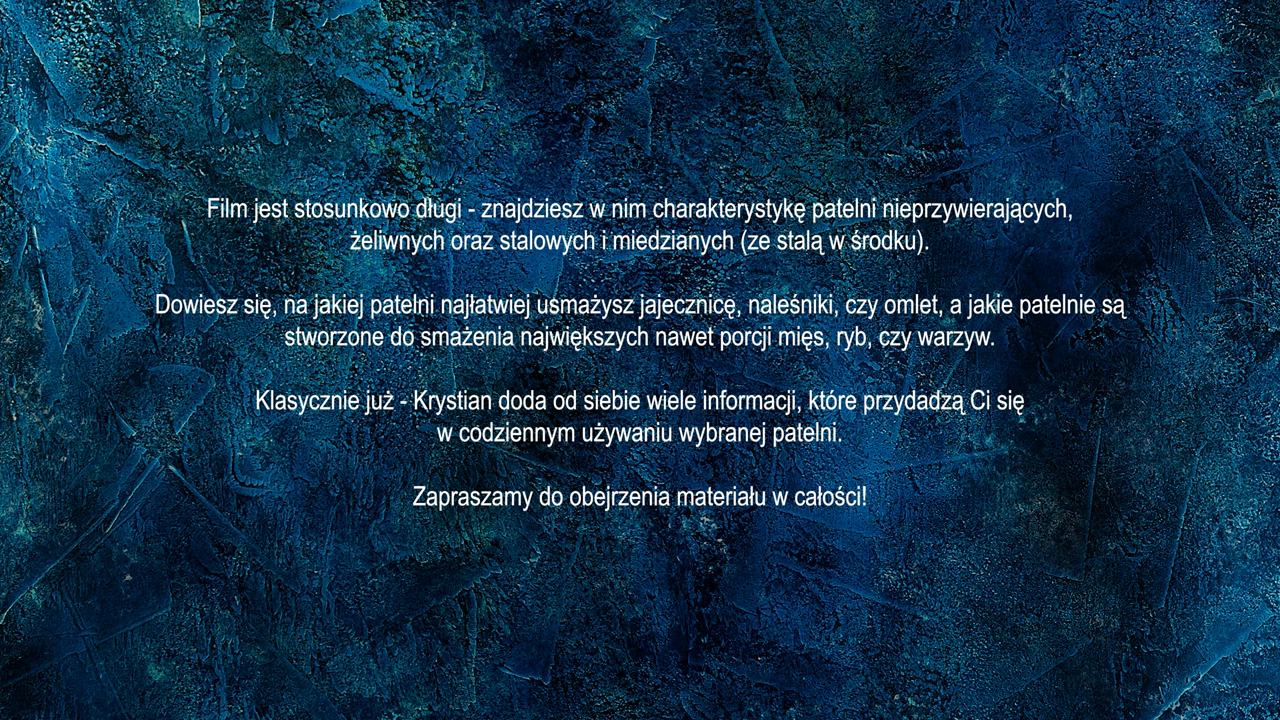 Film jest stosunkowo długi - znajdziesz w nim charakterystykę patelni nieprzywierających,
żeliwnych oraz stalowych i miedzianych (ze stalą w środku).
Dowiesz się, na jakiej patelni najłatwiej usmażysz jajecznicę, naleśniki, czy omlet, a jakie patelnie są
stworzone do smażenia największych nawet porcji mięs, ryb, czy warzyw.
Klasycznie już - Krystian doda od siebie wiele informacji, które przydadzą Ci się
w codziennym używaniu wybranej patelni.
Zapraszamy do obejrzenia materiału w całości!